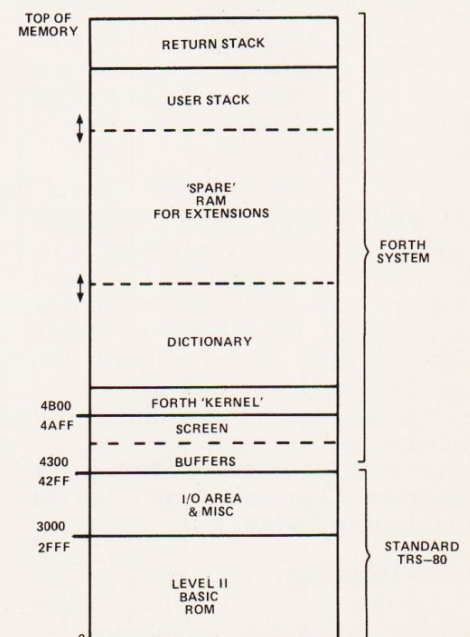 TOP OF
MEMORY
RETURN STACK
USER STACK
'SPARE'
RAM
FOR EXTENSIONS
FORTH
SYSTEM
DICTIONARY
FORTH 'KERNEL'
4B00
4AFF
SCREEN
4300
BUFFERS
42FF
I/O AREA
& MISC
3000
2FFF
STANDARD
TRS–80
LEVEL II
BASIC
ROM